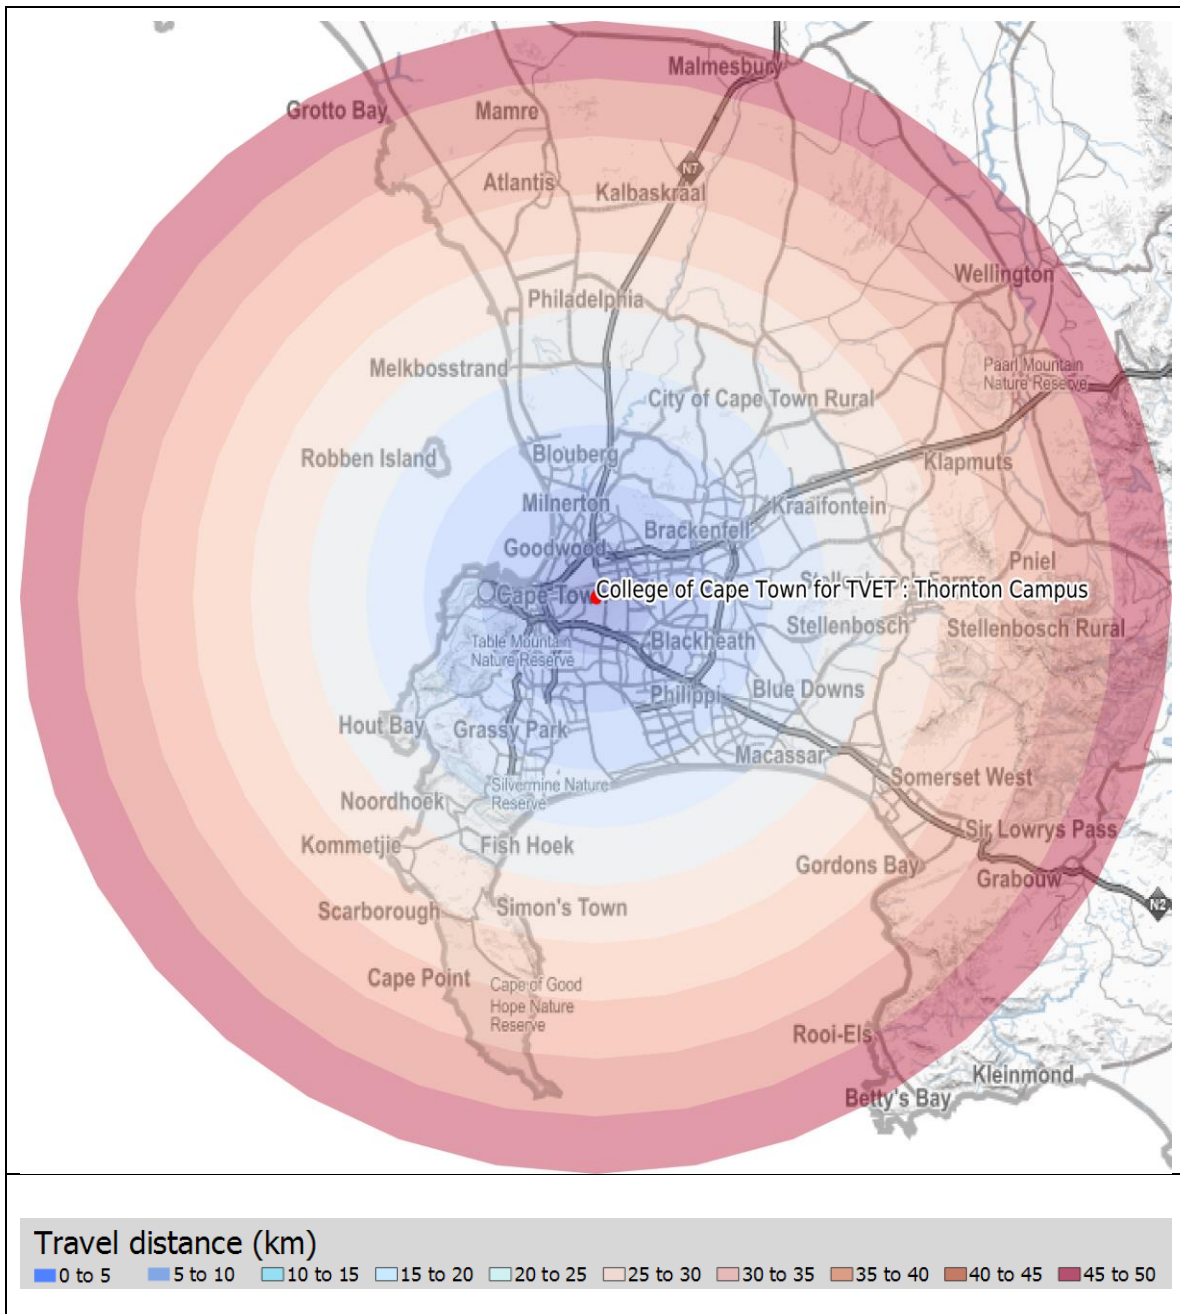 Malmesbury
Grotto Bay
Mamre
N7
Atlantis
Kalbaskraal
Wellington
Philadelphia
Melkbosstrand
Paarl Mountain
Nature Reserve
City of Cape Town Rural
Robben Island
Blouberg
Klapmuts
Milnerton
Kraaifontein
Brackenfell
Goodwood
Pniel
Stellenbosch Farms
College of Cape Town for TVET : Thornton Campus
Cape Town
Stellenbosch
Stellenbosch Rural
Blackheath
Table Mountain
Nature Reserve
Philippi
Blue Downs
Hout Bay
Grassy Park
Macassar
Somerset West
Silvermine Nature
Reserve
Noordhoek
Sir Lowrys Pass
Kommetjie
Fish Hoek
Gordons Bay
Grabouw
N2
Scarborough
Simon's Town
Cape Point
Cape of Good
Hope Nature
Reserve
Rooi-Els
Kleinmond
Betty's Bay
Travel distance (km)
0 to 5 5 to 10 10 to 15 15 to 20 20 to 25 25 to 30 30 to 35 35 to 40 40 to 45 45 to 50